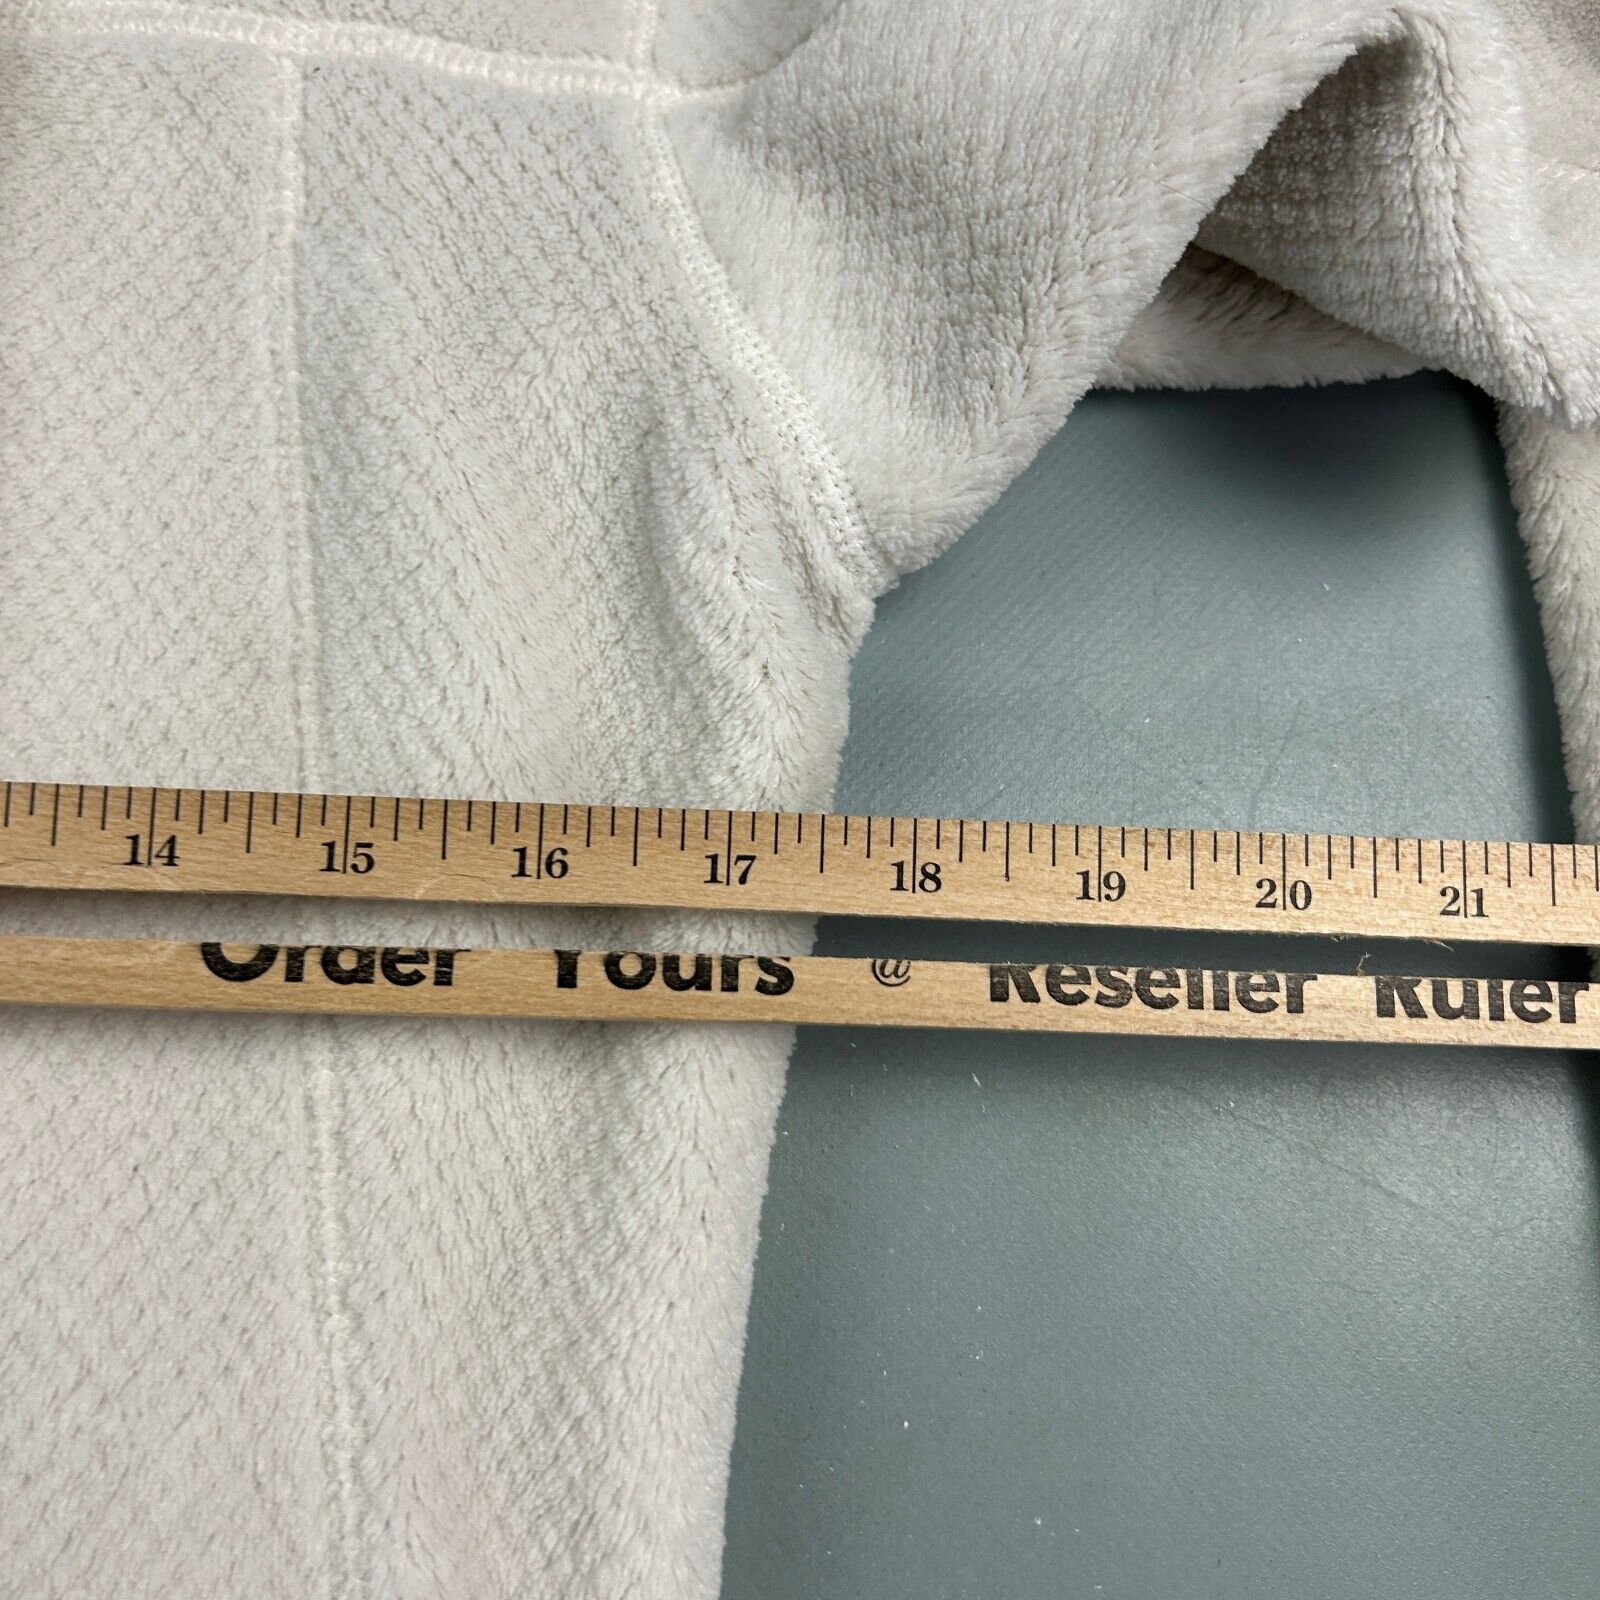 14 15 16 17 18 19 20 21
Order Yours @ Reseller Ruler